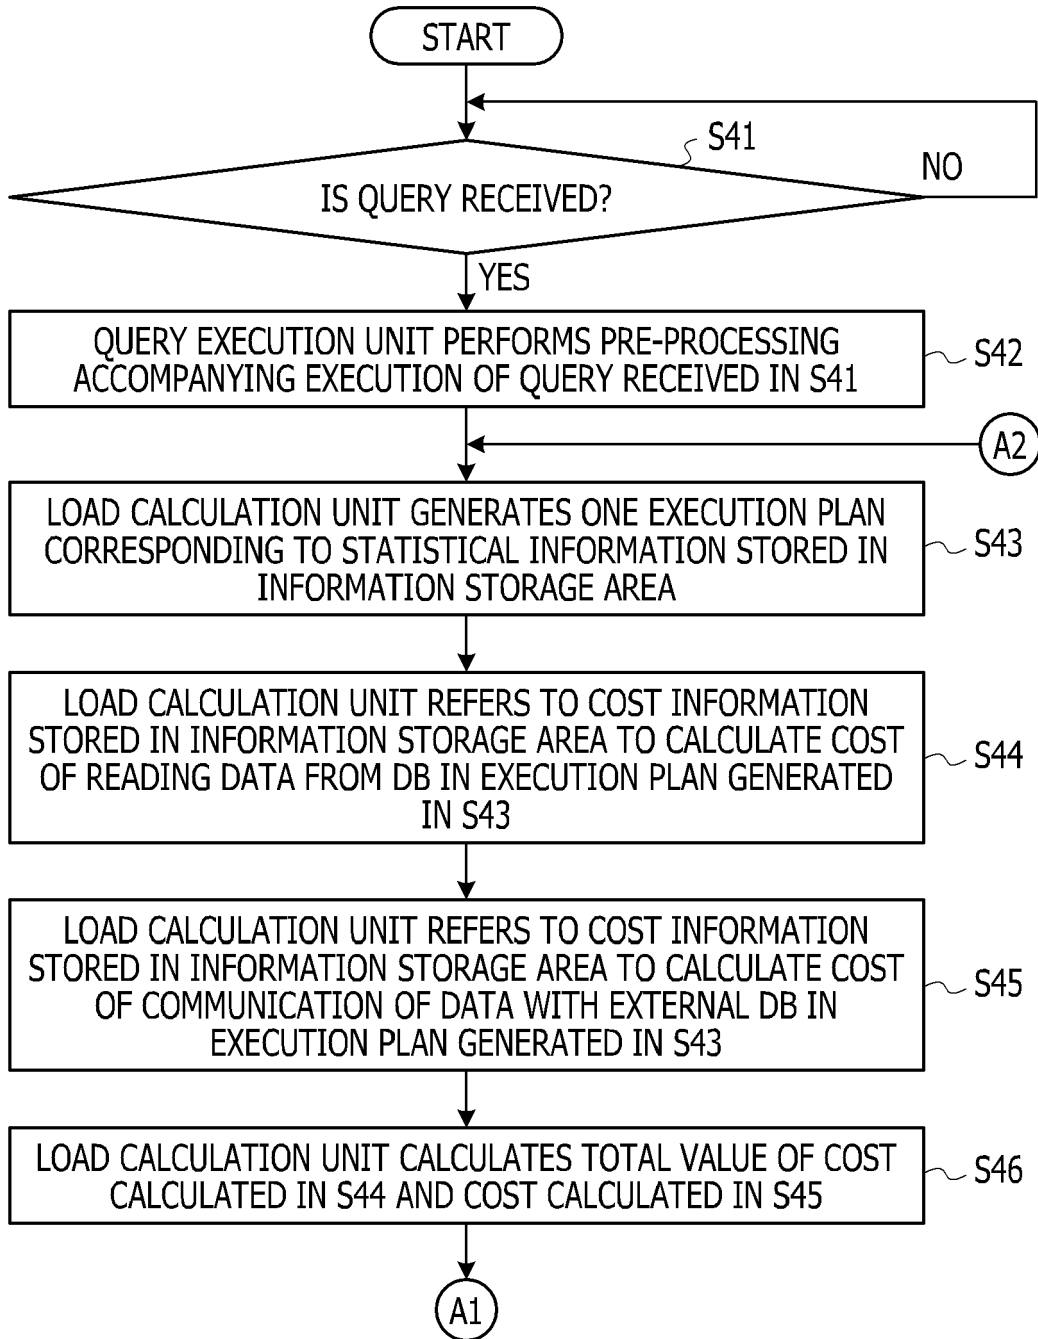 START
S41
IS QUERY RECEIVED?
NO
YES
QUERY EXECUTION UNIT PERFORMS PRE-PROCESSING
ACCOMPANYING EXECUTION OF QUERY RECEIVED IN S41
S42
A2
LOAD CALCULATION UNIT GENERATES ONE EXECUTION PLAN
CORRESPONDING TO STATISTICAL INFORMATION STORED IN
INFORMATION STORAGE AREA
S43
LOAD CALCULATION UNIT REFERS TO COST INFORMATION
STORED IN INFORMATION STORAGE AREA TO CALCULATE COST
OF READING DATA FROM DB IN EXECUTION PLAN GENERATED
IN S43
S44
LOAD CALCULATION UNIT REFERS TO COST INFORMATION
STORED IN INFORMATION STORAGE AREA TO CALCULATE COST
OF COMMUNICATION OF DATA WITH EXTERNAL DB IN
EXECUTION PLAN GENERATED IN S43
S45
LOAD CALCULATION UNIT CALCULATES TOTAL VALUE OF COST
CALCULATED IN S44 AND COST CALCULATED IN S45
S46
A1